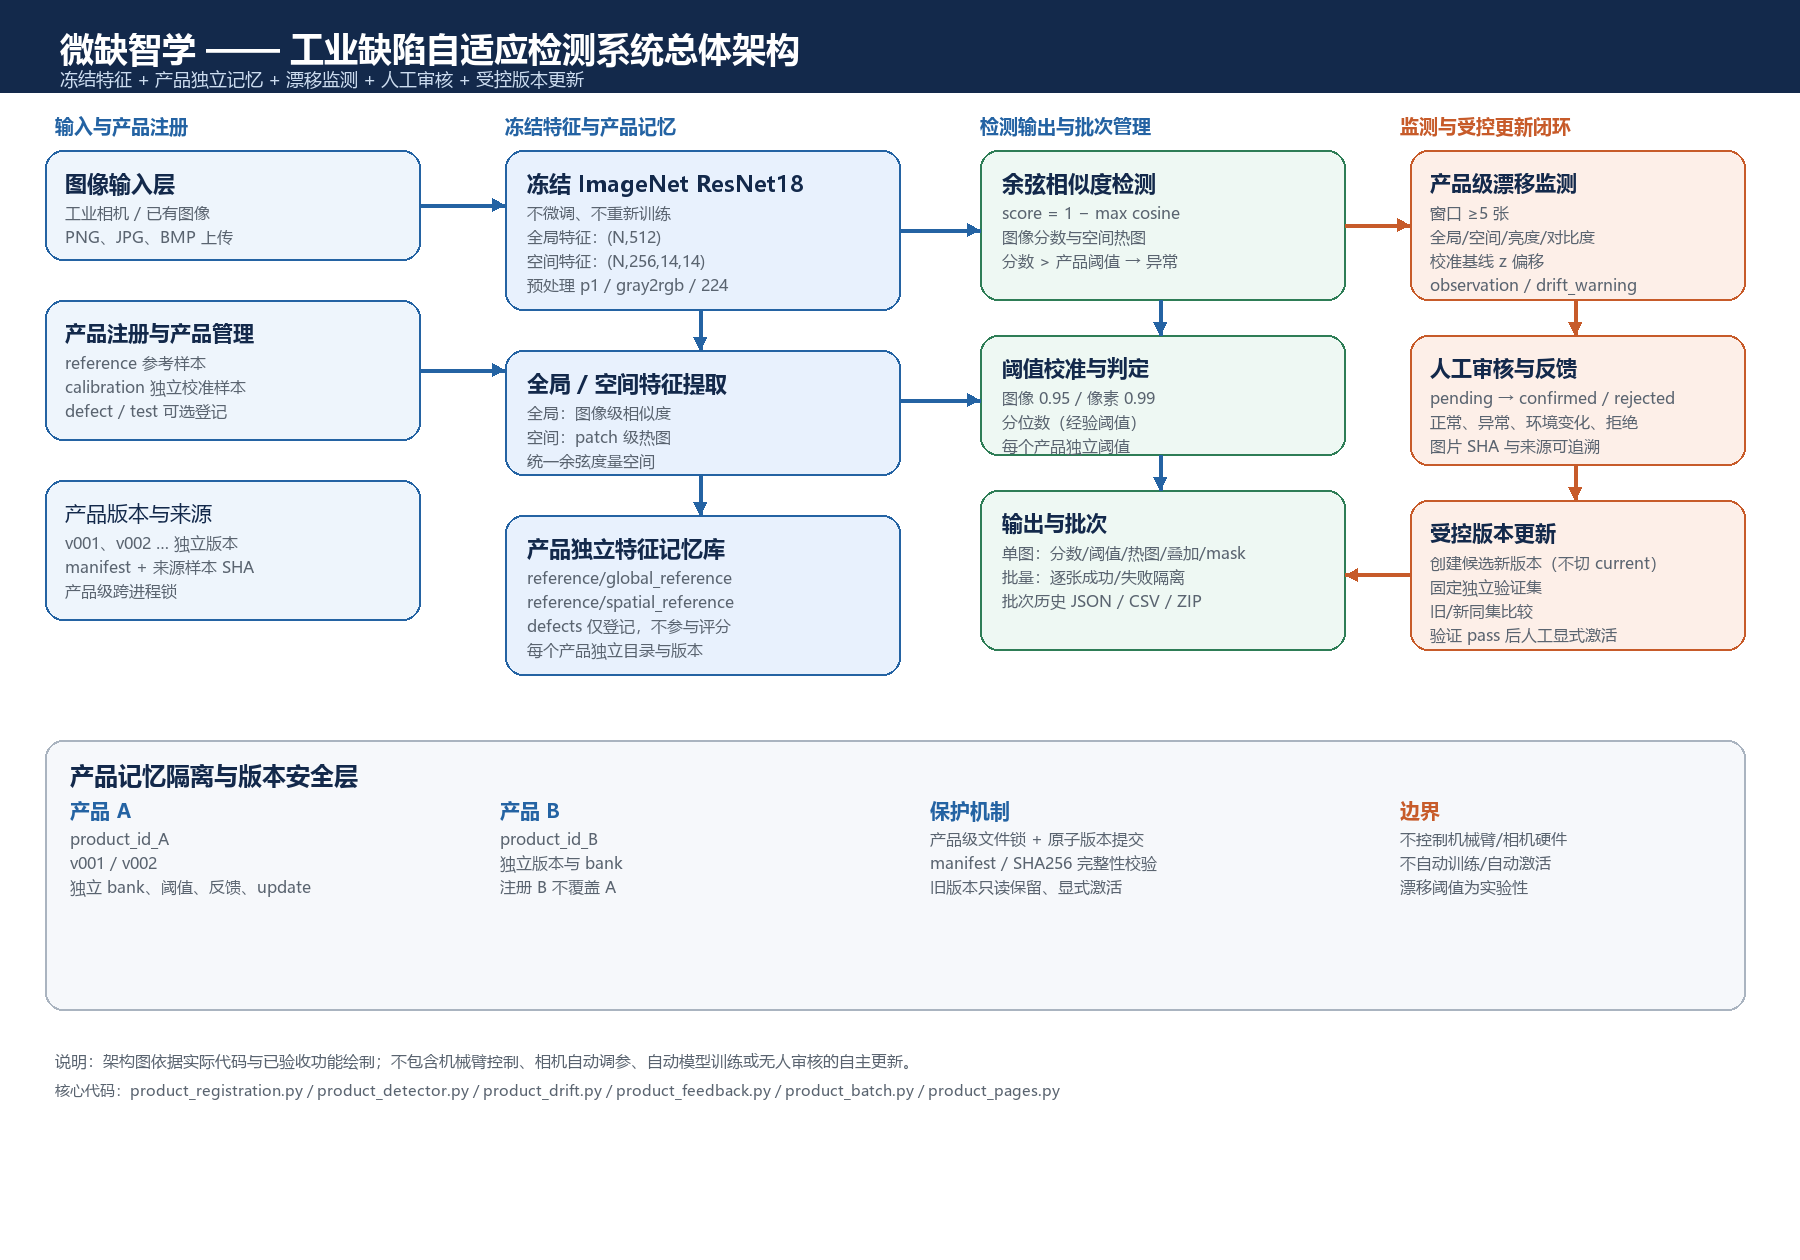 微缺智学 —— 工业缺陷自适应检测系统总体架构
冻结特征 + 产品独立记忆 + 漂移监测 + 人工审核 + 受控版本更新
输入与产品注册
图像输入层
工业相机 / 已有图像
PNG、JPG、BMP 上传
产品注册与产品管理
reference 参考样本
calibration 独立校准样本
defect / test 可选登记
产品版本与来源
v001、v002 ... 独立版本
manifest + 来源样本 SHA
产品级跨进程锁
冻结特征与产品记忆
冻结 ImageNet ResNet18
不微调、不重新训练
全局特征：(N,512)
空间特征：(N,256,14,14)
预处理 p1 / gray2rgb / 224
全局 / 空间特征提取
全局：图像级相似度
空间：patch 级热图
统一余弦度量空间
产品独立特征记忆库
reference/global_reference
reference/spatial_reference
defects 仅登记，不参与评分
每个产品独立目录与版本
检测输出与批次管理
余弦相似度检测
score = 1 − max cosine
图像分数与空间热图
分数 > 产品阈值 → 异常
阈值校准与判定
图像 0.95 / 像素 0.99
分位数（经验阈值）
每个产品独立阈值
输出与批次
单图：分数/阈值/热图/叠加/mask
批量：逐张成功/失败隔离
批次历史 JSON / CSV / ZIP
监测与受控更新闭环
产品级漂移监测
窗口 ≥5 张
全局/空间/亮度/对比度
校准基线 z 偏移
observation / drift_warning
人工审核与反馈
pending → confirmed / rejected
正常、异常、环境变化、拒绝
图片 SHA 与来源可追溯
受控版本更新
创建候选新版本（不切 current）
固定独立验证集
旧/新同集比较
验证 pass 后人工显式激活
产品记忆隔离与版本安全层
产品 A
product_id_A
v001 / v002
独立 bank、阈值、反馈、update
产品 B
product_id_B
独立版本与 bank
注册 B 不覆盖 A
保护机制
产品级文件锁 + 原子版本提交
manifest / SHA256 完整性校验
旧版本只读保留、显式激活
边界
不控制机械臂/相机硬件
不自动训练/自动激活
漂移阈值为实验性
说明：架构图依据实际代码与已验收功能绘制；不包含机械臂控制、相机自动调参、自动模型训练或无人审核的自主更新。
核心代码：product_registration.py / product_detector.py / product_drift.py / product_feedback.py / product_batch.py / product_pages.py